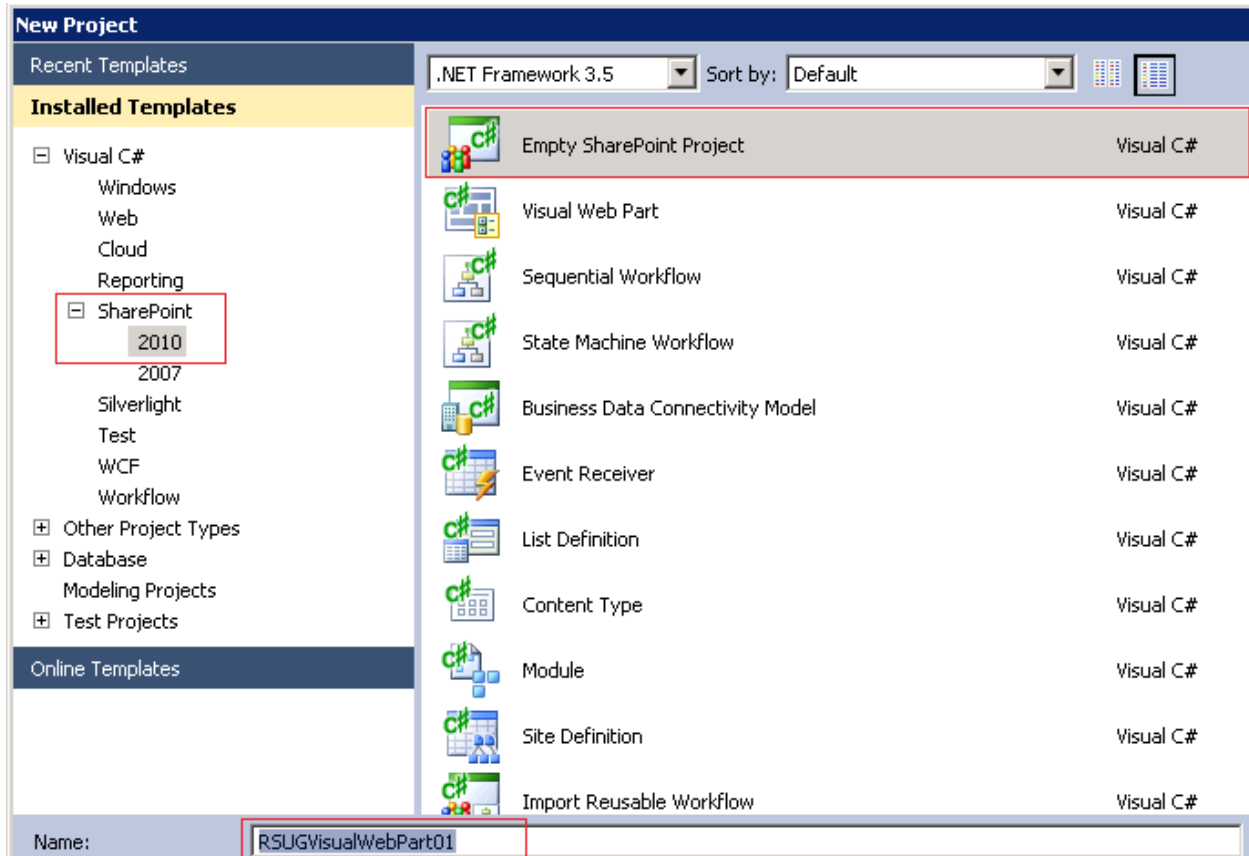 New Project
Recent Templates
Installed Templates
Visual C#
Windows
Web
Cloud
Reporting
SharePoint
2010
2007
Silverlight
Test
WCF
Workflow
Other Project Types
Database
Modeling Projects
Test Projects
Online Templates
.NET Framework 3.5 Sort by: Default
Empty SharePoint Project Visual C#
Visual Web Part Visual C#
Sequential Workflow Visual C#
State Machine Workflow Visual C#
Business Data Connectivity Model Visual C#
Event Receiver Visual C#
List Definition Visual C#
Content Type Visual C#
Module Visual C#
Site Definition Visual C#
Import Reusable Workflow Visual C#
Name: RSUGVisualWebPart01